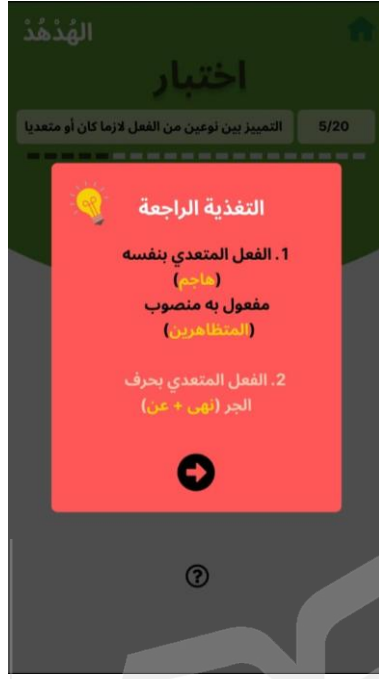 الهُدْهُدْ
اختبار
5/20
التمييز بين نوعين من الفعل لازما كان أو متعديا
التغذية الراجعة
1. الفعل المتعدي بنفسه
(هاجم)
مفعول به منصوب
(المتظاهرين)
2. الفعل المتعدي بحرف
الجر (نهى + عن)
?